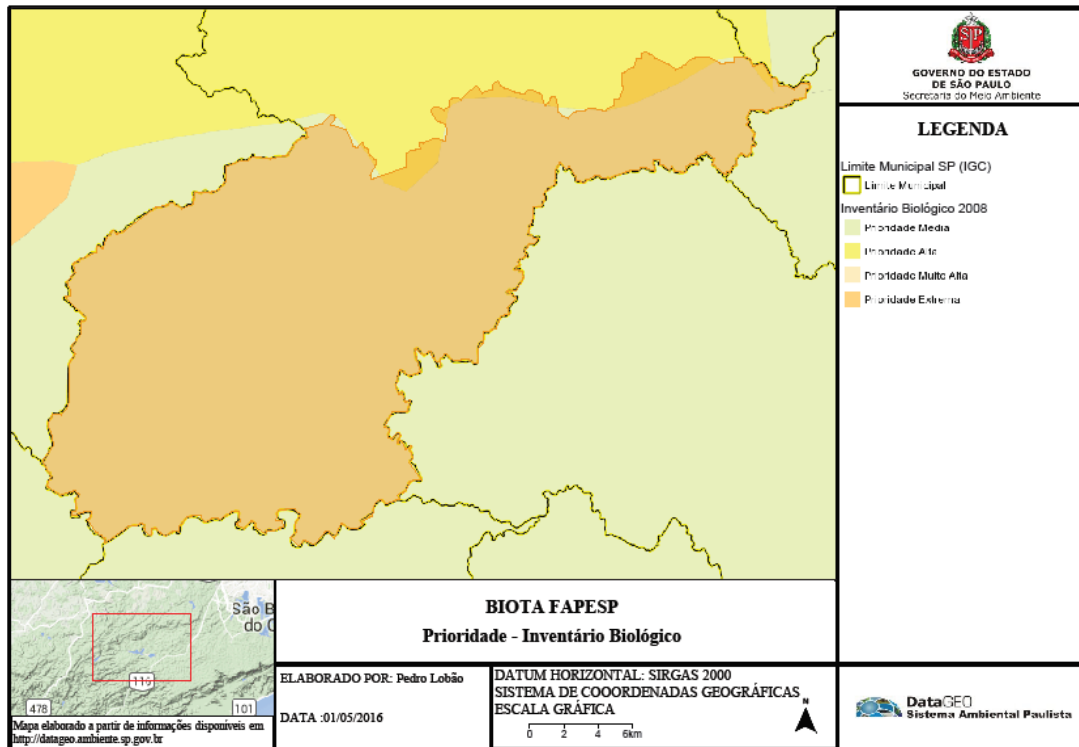 GOVERNO DO ESTADO
DE SÃO PAULO
Secretaria do Meio Ambiente
LEGENDA
Limite Municipal SP (IGC)
Limite Municipal
Inventário Biológico 2008
Prioridade Media
Prioridade Alta
Prioridade Muito Alta
Prioridade Extrema
São B
do C
116
478
101
Mapa elaborado a partir de informações disponíveis em
http://datageo.ambiente.sp.gov.br
BIOTA FAPESP
Prioridade - Inventário Biológico
ELABORADO POR: Pedro Lobão
DATA :01/05/2016
DATUM HORIZONTAL: SIRGAS 2000
SISTEMA DE COOORDENADAS GEOGRÁFICAS
ESCALA GRÁFICA
0 2 4 6km
N
DataGEO
Sistema Ambiental Paulista